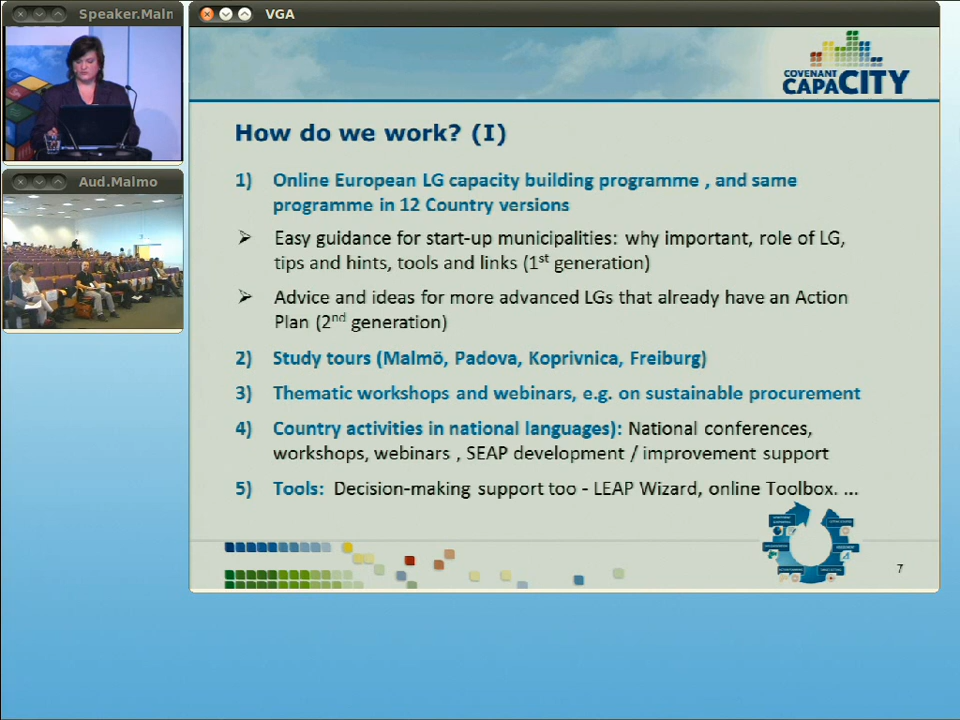 Speaker.Malm
VGA
Aud.Malmo
COVENANT
CAPACITY
How do we work? (I)
1) Online European LG capacity building programme , and same
programme in 12 Country versions
Easy guidance for start-up municipalities: why important, role of LG,
tips and hints, tools and links (1st generation)
Advice and ideas for more advanced LGs that already have an Action
Plan (2nd generation)
2) Study tours (Malmö, Padova, Koprivnica, Freiburg)
3) Thematic workshops and webinars, e.g. on sustainable procurement
4) Country activities in national languages): National conferences,
workshops, webinars , SEAP development / improvement support
5) Tools: Decision-making support too - LEAP Wizard, online Toolbox. ...
7